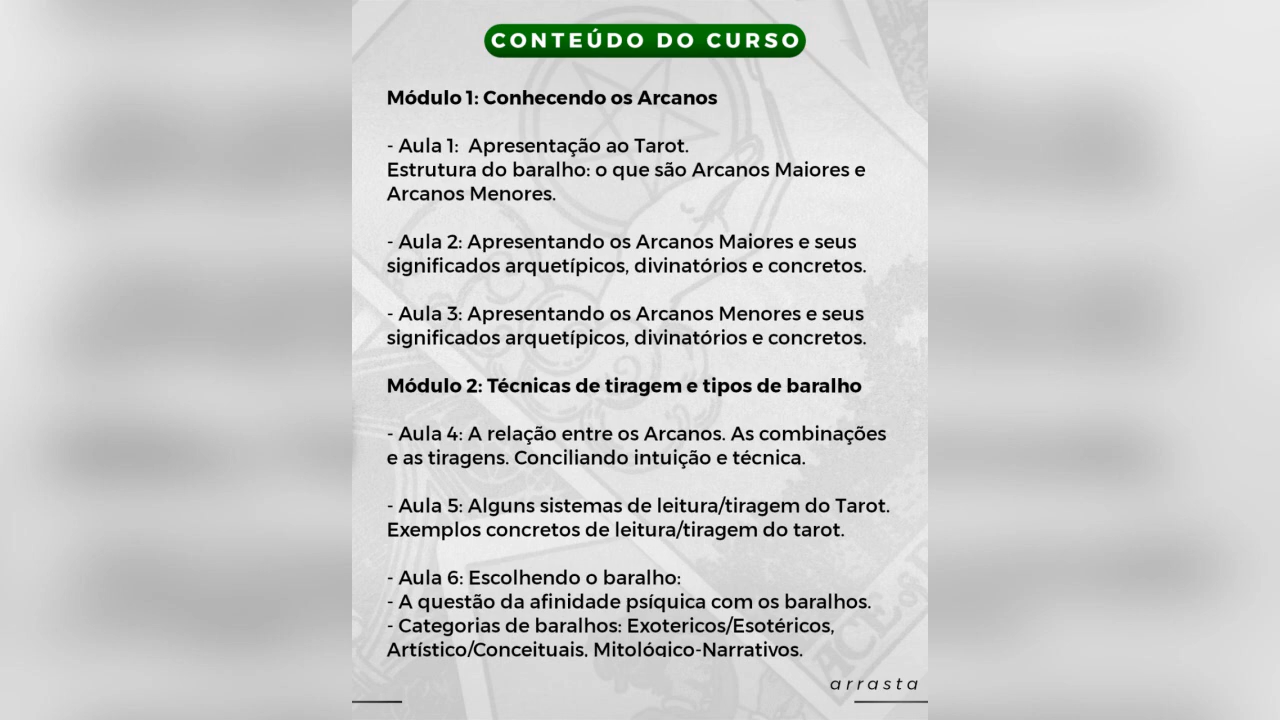 CONTEÚDO DO CURSO
Módulo 1: Conhecendo os Arcanos
- Aula 1:  Apresentação ao Tarot.
Estrutura do baralho: o que são Arcanos Maiores e
Arcanos Menores.
- Aula 2: Apresentando os Arcanos Maiores e seus
significados arquetípicos, divinatórios e concretos.
- Aula 3: Apresentando os Arcanos Menores e seus
significados arquetípicos, divinatórios e concretos.
Módulo 2: Técnicas de tiragem e tipos de baralho
- Aula 4: A relação entre os Arcanos. As combinações
e as tiragens. Conciliando intuição e técnica.
- Aula 5: Alguns sistemas de leitura/tiragem do Tarot.
Exemplos concretos de leitura/tiragem do tarot.
- Aula 6: Escolhendo o baralho:
- A questão da afinidade psíquica com os baralhos.
- Categorias de baralhos: Exotericos/Esotéricos,
Artístico/Conceituais, Mitológico-Narrativos.
ACE of
arrasta